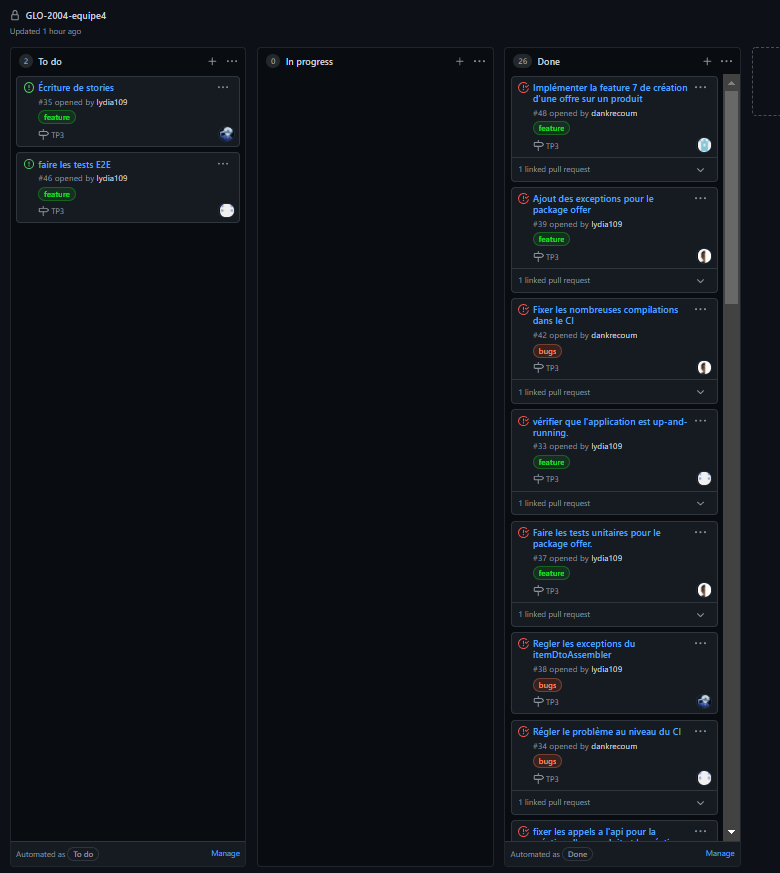 GLO-2004-equipe4
Updated 1 hour ago
2 To do
Écriture de stories
#35 opened by lydia109
feature
TP3
faire les tests E2E
#46 opened by lydia109
feature
TP3
Automated as To do Manage
0 In progress
26 Done
Implémenter la feature 7 de création
d'une offre sur un produit
#48 opened by dankrecoum
feature
TP3
1 linked pull request
Ajout des exceptions pour le
package offer
#39 opened by lydia109
feature
TP3
1 linked pull request
Fixer les nombreuses compilations
dans le CI
#42 opened by dankrecoum
bugs
TP3
1 linked pull request
vérifier que l'application est up-and-
running.
#33 opened by lydia109
feature
TP3
1 linked pull request
Faire les tests unitaires pour le
package offer.
#37 opened by lydia109
feature
TP3
1 linked pull request
Regler les exceptions du
itemDtoAssembler
#38 opened by lydia109
bugs
TP3
Régler le problème au niveau du CI
#34 opened by dankrecoum
bugs
TP3
1 linked pull request
fixer les appels a l'api pour la
Automated as Done Manage